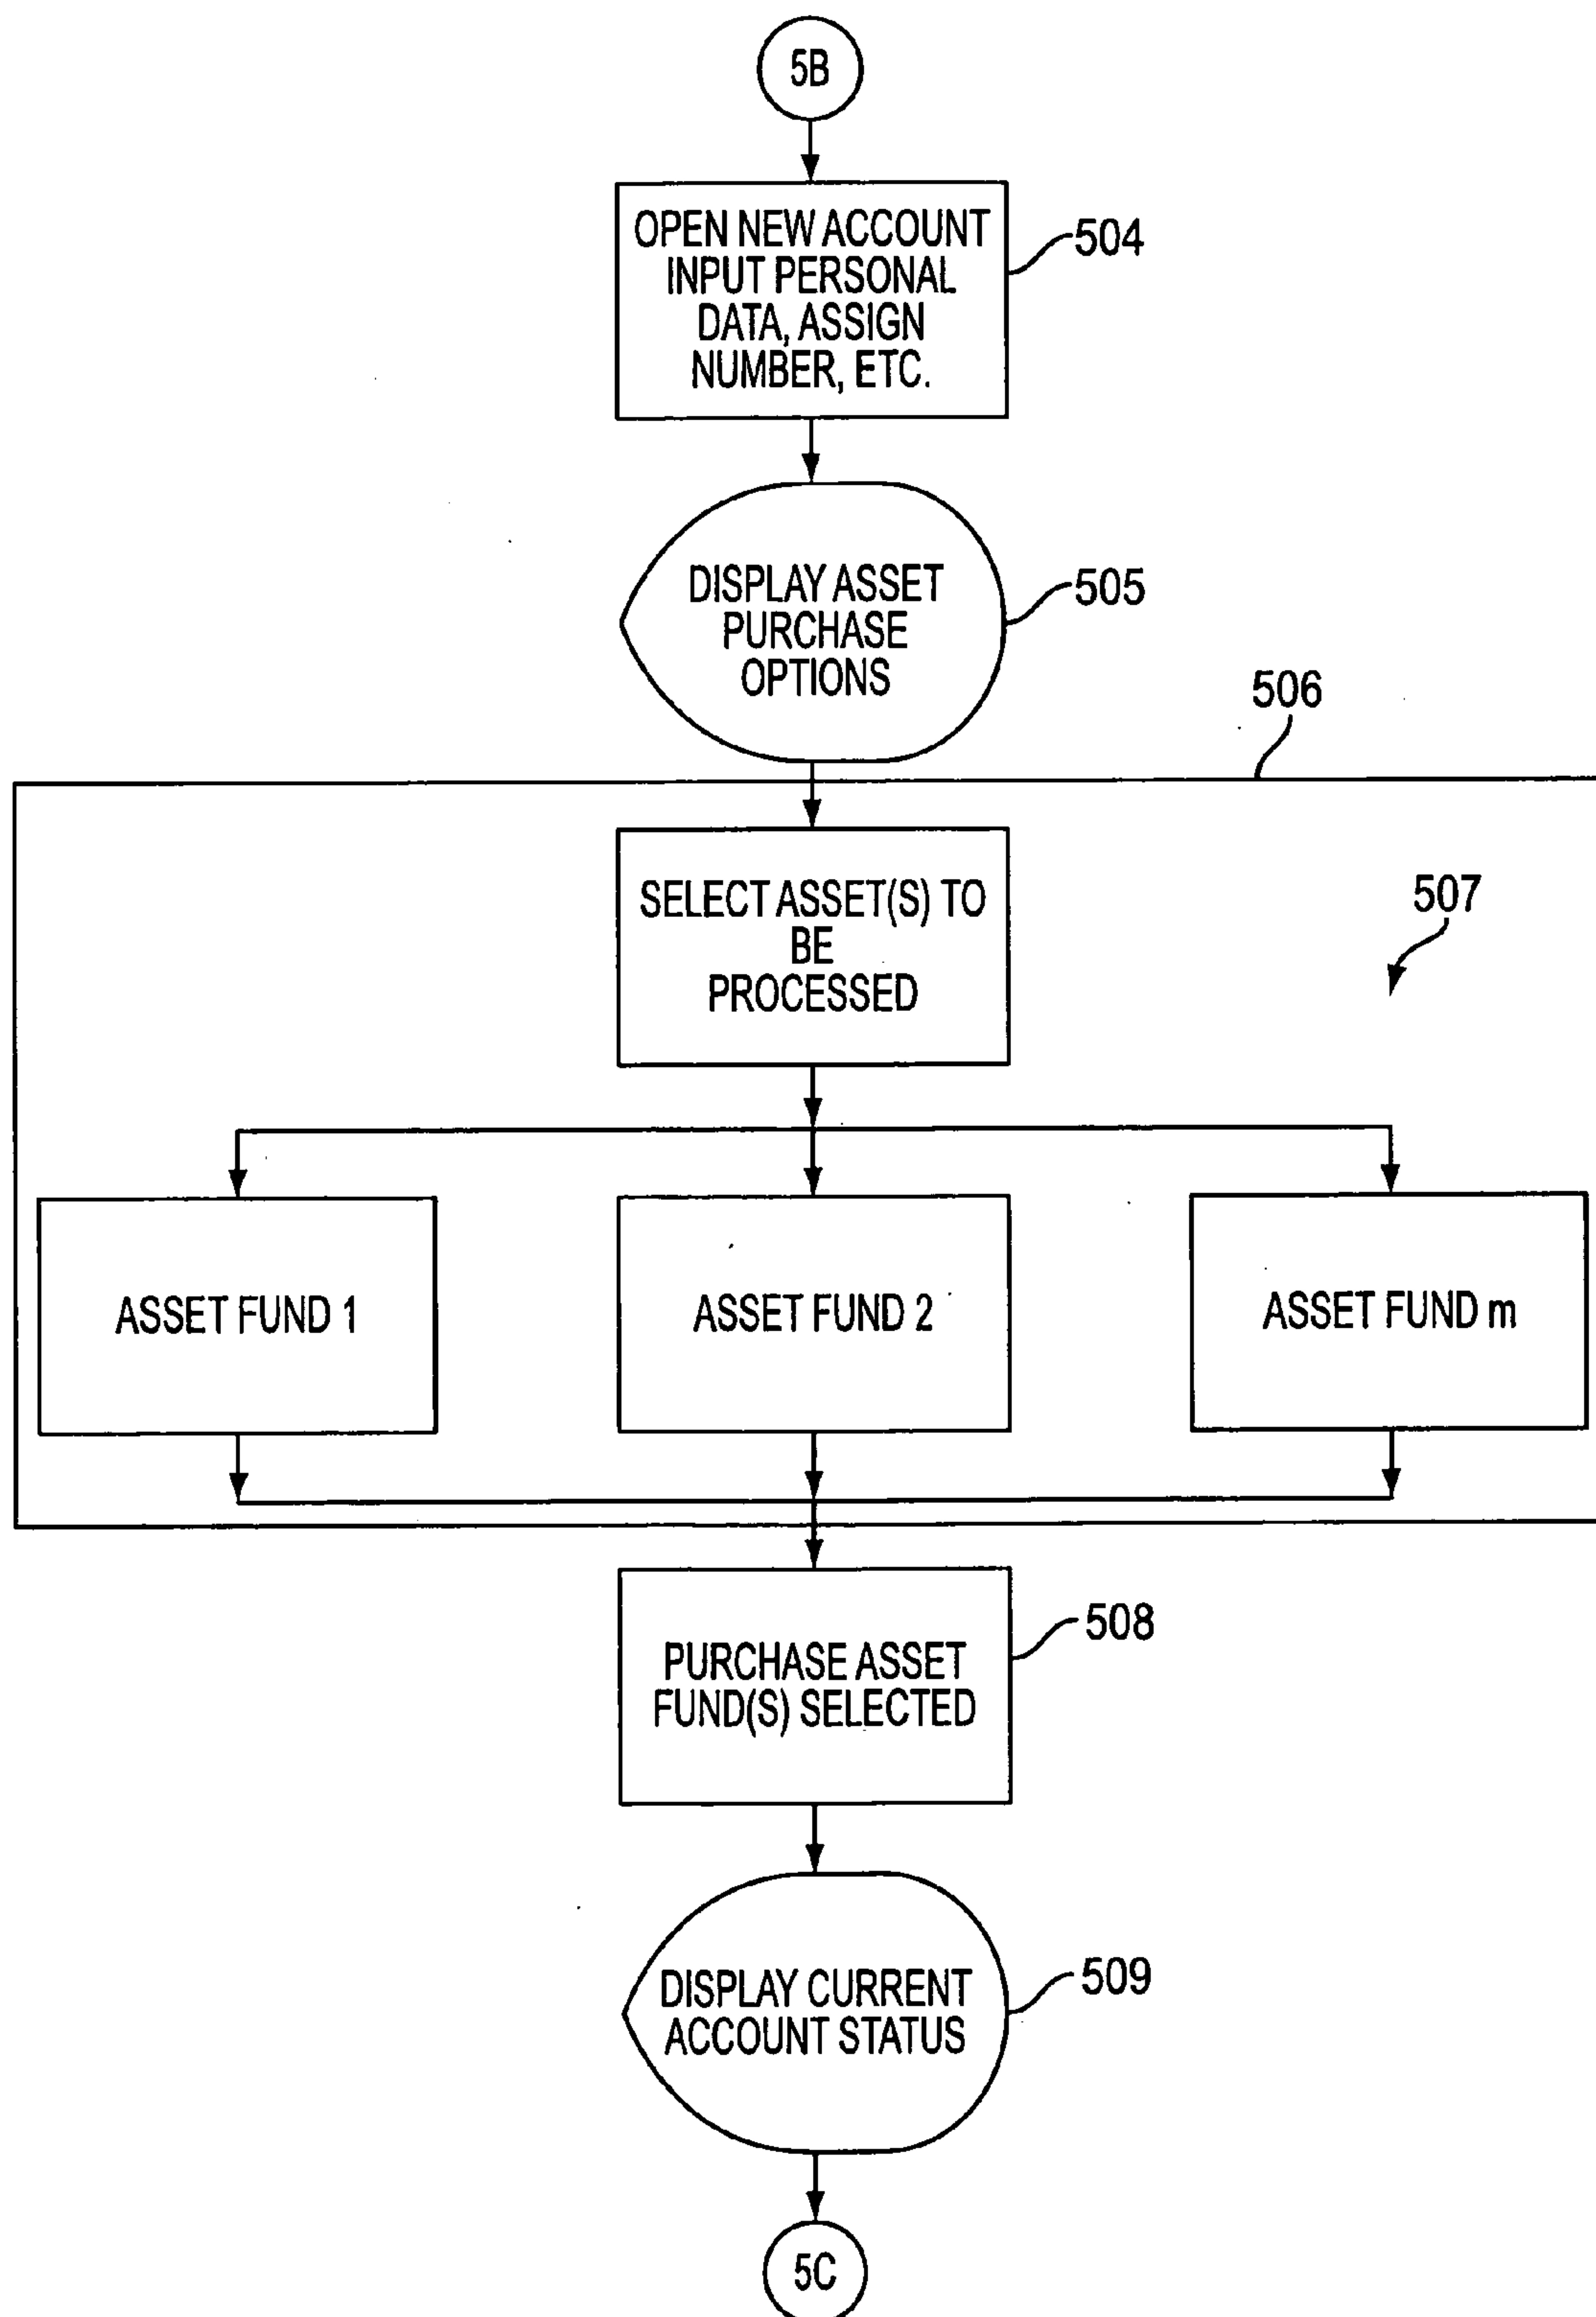 5B
OPEN NEW ACCOUNT
INPUT PERSONAL
DATA, ASSIGN
NUMBER, ETC.
504
DISPLAY ASSET
PURCHASE
OPTIONS
505
506
SELECT ASSET(S) TO
BE
PROCESSED
507
ASSET FUND 1
ASSET FUND 2
ASSET FUND m
PURCHASE ASSET
FUND(S) SELECTED
508
DISPLAY CURRENT
ACCOUNT STATUS
509
5C